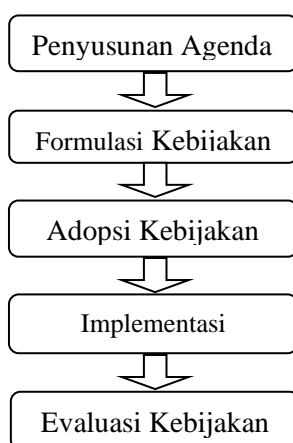 Penyusunan Agenda
Formulasi Kebijakan
Adopsi Kebijakan
Implementasi
Evaluasi Kebijakan